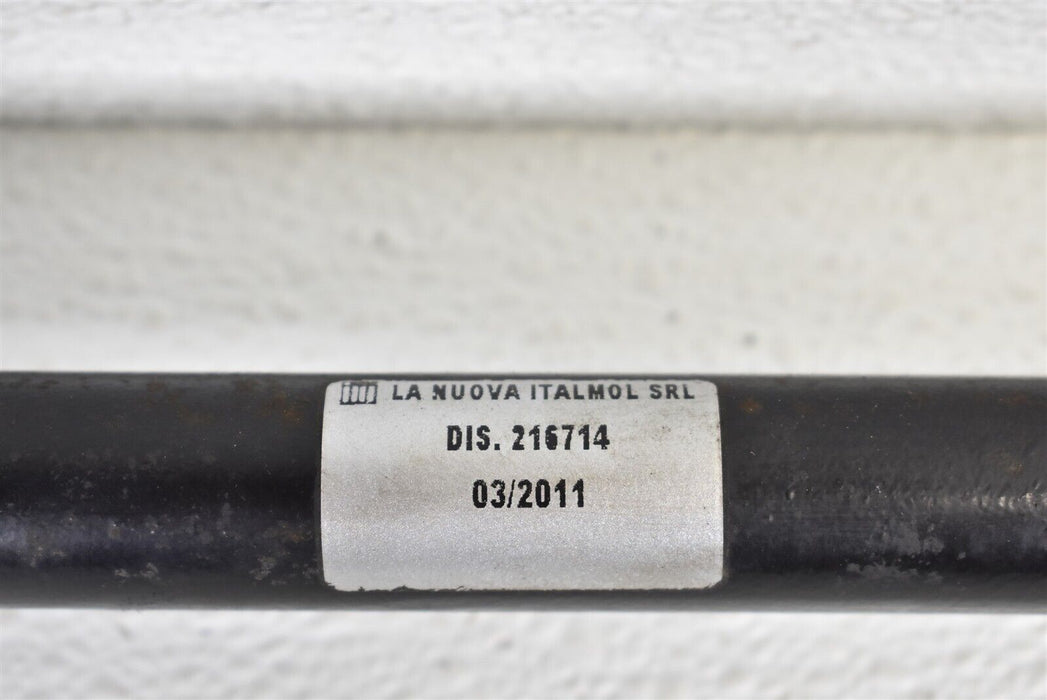 LA NUOVA ITALMOL SRL
DIS. 216714
03/2011